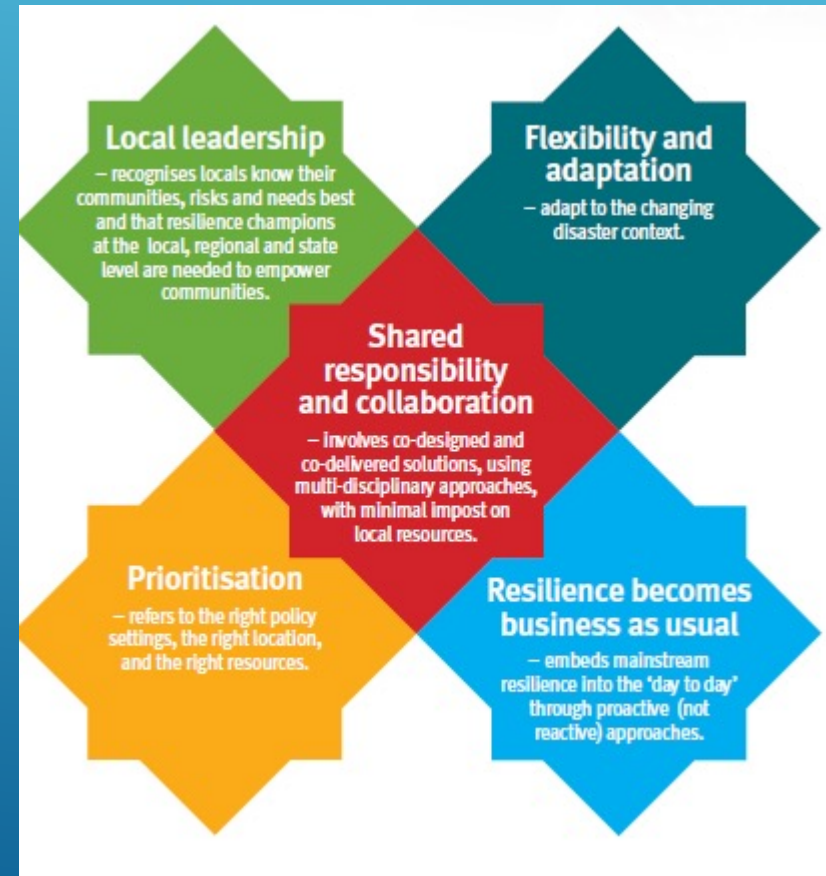 Local leadership
– recognises locals know their
communities, risks and needs best
and that resilience champions
at the local, regional and state
level are needed to empower
communities.
Flexibility and
adaptation
– adapt to the changing
disaster context.
Shared
responsibility
and collaboration
– involves co-designed and
co-delivered solutions, using
multi-disciplinary approaches,
with minimal impost on
local resources.
Prioritisation
– refers to the right policy
settings, the right location,
and the right resources.
Resilience becomes
business as usual
– embeds mainstream
resilience into the ‘day to day’
through proactive (not
reactive) approaches.